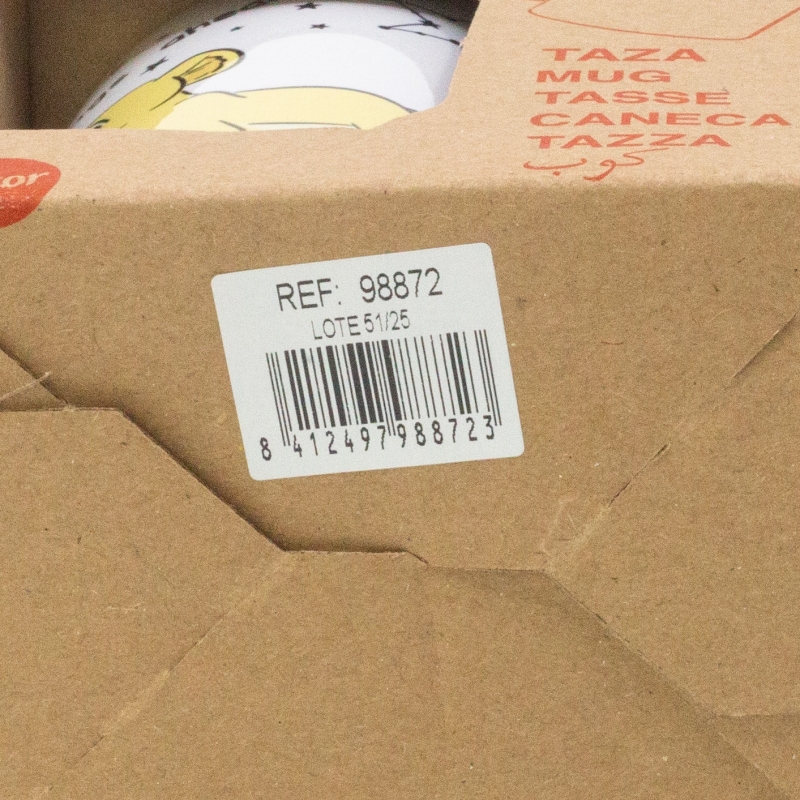 TAZA
MUG
TASSE
CANECA
TAZZA
كوب
REF: 98872
LOTE 51/25
8 412497 988723